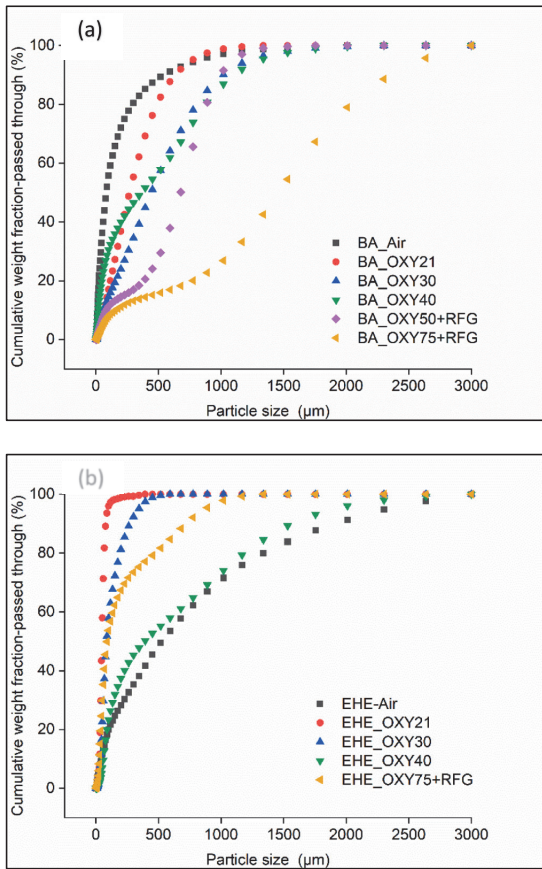 (a)
Cumulative weight fraction-passed through (%)
100
80
60
40
20
0
BA_Air
BA_OXY21
BA_OXY30
BA_OXY40
BA_OXY50+RFG
BA_OXY75+RFG
0 500 1000 1500 2000 2500 3000
Particle size (µm)
(b)
Cumulative weight fraction-passed through (%)
100
80
60
40
20
0
EHE-Air
EHE_OXY21
EHE_OXY30
EHE_OXY40
EHE_OXY75+RFG
0 500 1000 1500 2000 2500 3000
Particle size (µm)